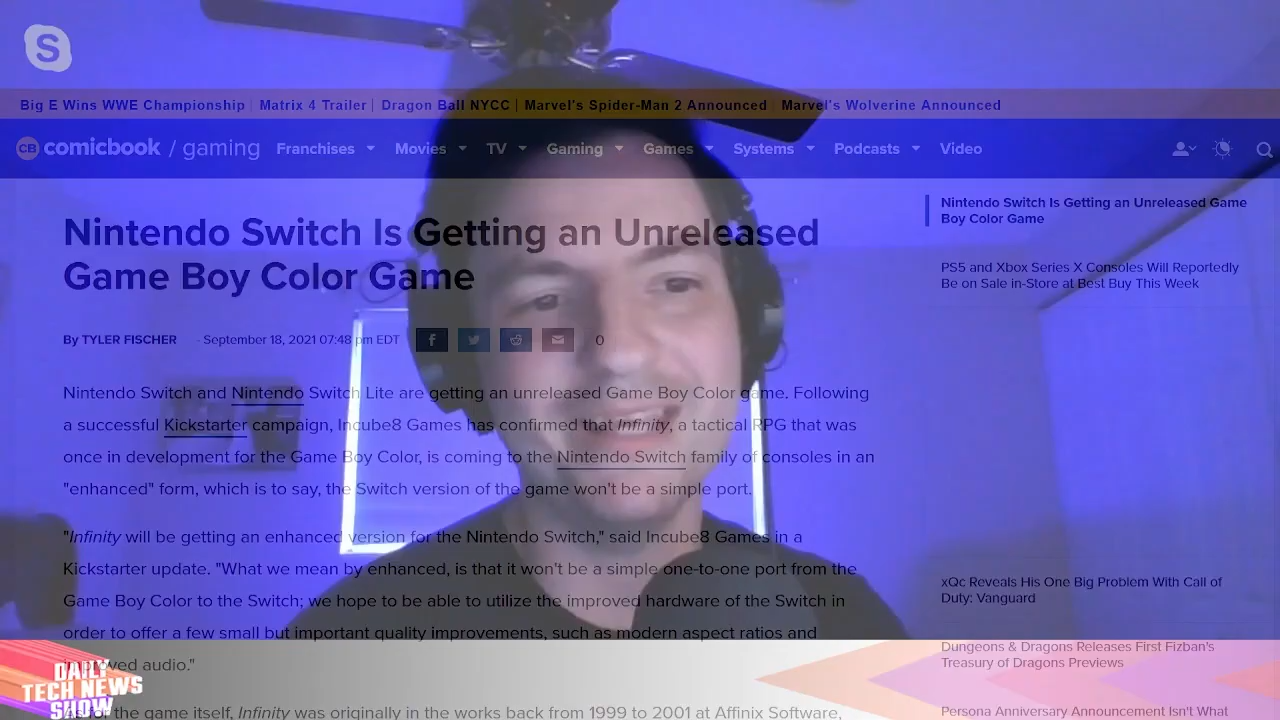 S
Big E Wins WWE Championship | Matrix 4 Trailer | Dragon Ball NYCC | Marvel's Spider-Man 2 Announced | Marvel's Wolverine Announced
CB comicbook / gaming Franchises Movies TV Gaming Games Systems Podcasts Video
Nintendo Switch Is Getting an Unreleased
Game Boy Color Game
By TYLER FISCHER - September 18, 2021 07:48 pm EDT f 0
Nintendo Switch and Nintendo Switch Lite are getting an unreleased Game Boy Color game. Following
a successful Kickstarter campaign, Incube8 Games has confirmed that Infinity, a tactical RPG that was
once in development for the Game Boy Color, is coming to the Nintendo Switch family of consoles in an
"enhanced" form, which is to say, the Switch version of the game won't be a simple port.
"Infinity will be getting an enhanced version for the Nintendo Switch," said Incube8 Games in a
Kickstarter update. "What we mean by enhanced, is that it won't be a simple one-to-one port from the
Game Boy Color to the Switch; we hope to be able to utilize the improved hardware of the Switch in
order to offer a few small but important quality improvements, such as modern aspect ratios and
improved audio."
As for the game itself, Infinity was originally in the works back from 1999 to 2001 at Affinix Software,
Nintendo Switch Is Getting an Unreleased Game
Boy Color Game
PS5 and Xbox Series X Consoles Will Reportedly
Be on Sale in-Store at Best Buy This Week
xQc Reveals His One Big Problem With Call of
Duty: Vanguard
Dungeons & Dragons Releases First Fizban's
Treasury of Dragons Previews
Persona Anniversary Announcement Isn't What
DAILY
TECH NEWS
SHOW